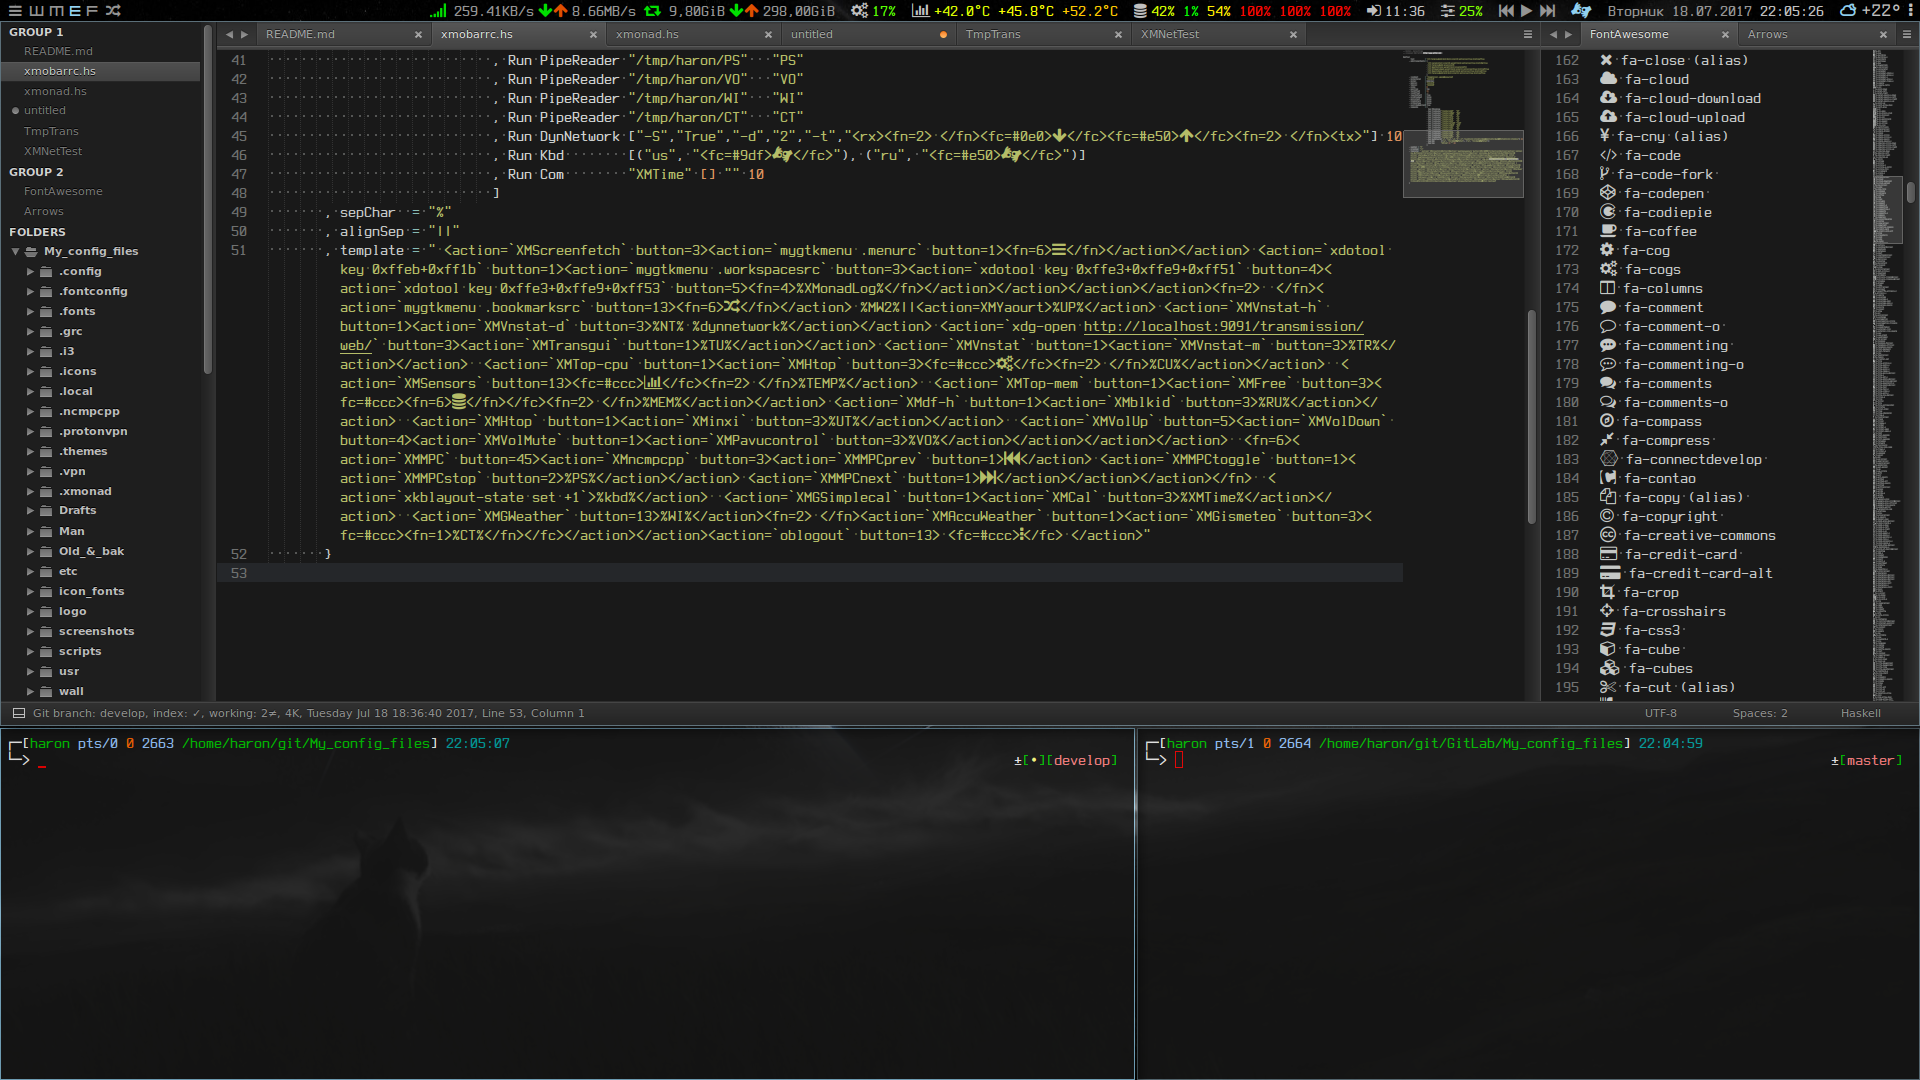 Ш M E F 259.41KB/s 8.66MB/s 9,80GiB 298,00GiB 17% +42.0°C +45.8°C +52.2°C 42% 1% 54% 100% 100% 100% 11:36 25% Вторник 18.07.2017 22:05:26 +22°
GROUP 1
README.md
xmobarrc.hs
xmonad.hs
untitled
TmpTrans
XMNetTest
GROUP 2
FontAwesome
Arrows
FOLDERS
My_config_files
.config
.fontconfig
.fonts
.grc
.i3
.icons
.local
.ncmpcpp
.protonvpn
.themes
.vpn
.xmonad
Drafts
Man
Old_&_bak
etc
icon_fonts
logo
screenshots
scripts
usr
wall
README.md xmobarrc.hs xmonad.hs untitled TmpTrans XMNetTest
41 , Run PipeReader "/tmp/haron/PS" "PS"
42 , Run PipeReader "/tmp/haron/VO" "VO"
43 , Run PipeReader "/tmp/haron/WI" "WI"
44 , Run PipeReader "/tmp/haron/CT" "CT"
45 , Run DynNetwork ["-S","True","-d","2","-t","<rx><fn=2> </fn><fc=#0e0>🡇</fc><fc=#e50>🡅</fc><fn=2> </fn><tx>"] 10
46 , Run Kbd [("us", "<fc=#9df></fc>"), ("ru", "<fc=#e50></fc>")]
47 , Run Com "XMTime" [] "" 10
48 ]
49 , sepChar = "%"
50 , alignSep = "||"
51 , template = " <action=`XMScreenfetch` button=3><action=`mygtkmenu .menurc` button=1><fn=6></fn></action></action> <action=`xdotool
key 0xffeb+0xff1b` button=1><action=`mygtkmenu .workspacesrc` button=3><action=`xdotool key 0xffe3+0xffe9+0xff51` button=4><
action=`xdotool key 0xffe3+0xffe9+0xff53` button=5><fn=4>%XMonadLog%</fn></action></action></action></action><fn=2> </fn><
action=`mygtkmenu .bookmarksrc` button=13><fn=6></fn></action> %MW2%||<action=XMYaourt>%UP%</action> <action=`XMVnstat-h`
button=1><action=`XMVnstat-d` button=3>%NT% %dynnetwork%</action></action> <action=`xdg-open http://localhost:9091/transmission/
web/` button=3><action=`XMTransgui` button=1>%TU%</action></action> <action=`XMVnstat` button=1><action=`XMVnstat-m` button=3>%TR%</
action></action> <action=`XMTop-cpu` button=1><action=`XMHtop` button=3><fc=#ccc></fc><fn=2> </fn>%CU%</action></action> <
action=`XMSensors` button=13><fc=#ccc></fc><fn=2> </fn>%TEMP%</action> <action=`XMTop-mem` button=1><action=`XMFree` button=3><
fc=#ccc><fn=6></fn></fc><fn=2> </fn>%MEM%</action></action> <action=`XMdf-h` button=1><action=`XMblkid` button=3>%RU%</action></
action> <action=`XMHtop` button=1><action=`XMinxi` button=3>%UT%</action></action> <action=`XMVolUp` button=5><action=`XMVolDown`
button=4><action=`XMVolMute` button=1><action=`XMPavucontrol` button=3>%VO%</action></action></action></action> <fn=6><
action=`XMMPC` button=45><action=`XMncmpcpp` button=3><action=`XMMPCprev` button=1></action> <action=`XMMPCtoggle` button=1><
action=`XMMPCstop` button=2>%PS%</action></action> <action=`XMMPCnext` button=1></action></action></action></fn> <
action=`xkblayout-state set +1`>%kbd%</action> <action=`XMGSimplecal` button=1><action=`XMCal` button=3>%XMTime%</action></
action> <action=`XMGWeather` button=13>%WI%</action><fn=2> </fn><action=`XMAccuWeather` button=1><action=`XMGismeteo` button=3><
fc=#ccc><fn=1>%CT%</fn></fc></action></action><action=`oblogout` button=13> <fc=#ccc></fc> </action>"
52 }
53
FontAwesome Arrows
162 fa-close (alias)
163 fa-cloud
164 fa-cloud-download
165 fa-cloud-upload
166 fa-cny (alias)
167 fa-code
168 fa-code-fork
169 fa-codepen
170 fa-codiepie
171 fa-coffee
172 fa-cog
173 fa-cogs
174 fa-columns
175 fa-comment
176 fa-comment-o
177 fa-commenting
178 fa-commenting-o
179 fa-comments
180 fa-comments-o
181 fa-compass
182 fa-compress
183 fa-connectdevelop
184 fa-contao
185 fa-copy (alias)
186 fa-copyright
187 fa-creative-commons
188 fa-credit-card
189 fa-credit-card-alt
190 fa-crop
191 fa-crosshairs
192 fa-css3
193 fa-cube
194 fa-cubes
195 fa-cut (alias)
Git branch: develop, index: ✓, working: 2≠, 4K, Tuesday Jul 18 18:36:40 2017, Line 53, Column 1 UTF-8 Spaces: 2 Haskell
┌─[haron pts/0 0 2663 /home/haron/git/My_config_files] 22:05:07
└─> _ ±[•][develop]
┌─[haron pts/1 0 2664 /home/haron/git/GitLab/My_config_files] 22:04:59
└─> ±[master]